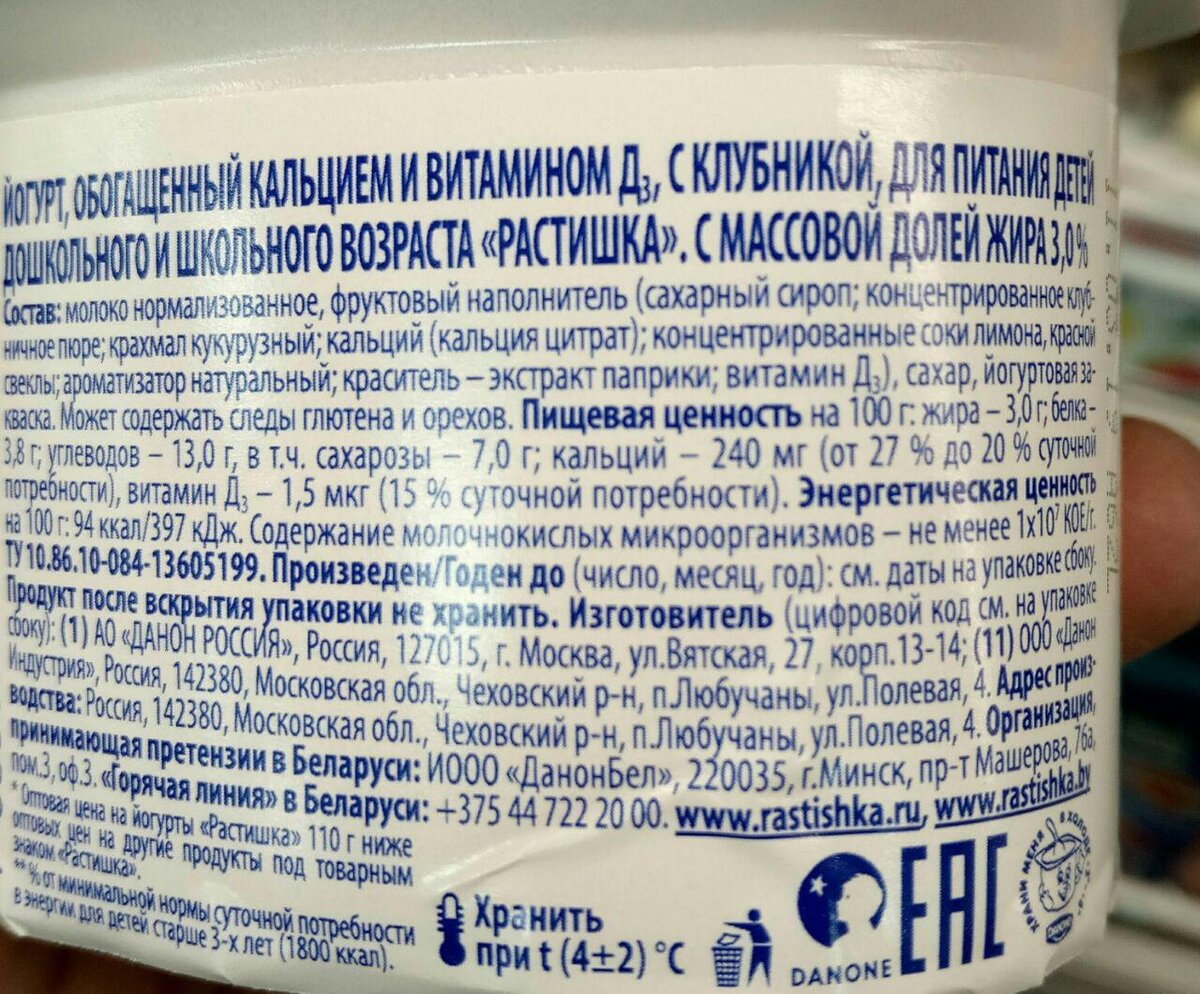 ЙОГУРТ, ОБОГАЩЕННЫЙ КАЛЬЦИЕМ И ВИТАМИНОМ Д₃, С КЛУБНИКОЙ, ДЛЯ ПИТАНИЯ ДЕТЕЙ
ДОШКОЛЬНОГО И ШКОЛЬНОГО ВОЗРАСТА «РАСТИШКА». С МАССОВОЙ ДОЛЕЙ ЖИРА 3,0%
Состав: молоко нормализованное, фруктовый наполнитель (сахарный сироп; концентрированное клуб-
ничное пюре; крахмал кукурузный; кальций (кальция цитрат); концентрированные соки лимона, красной
свеклы; ароматизатор натуральный; краситель – экстракт паприки; витамин Д₃), сахар, йогуртовая за-
кваска. Может содержать следы глютена и орехов. Пищевая ценность на 100 г: жира – 3,0 г; белка –
3,8 г; углеводов – 13,0 г, в т.ч. сахарозы – 7,0 г; кальций – 240 мг (от 27 % до 20 % суточной
потребности), витамин Д₃ – 1,5 мкг (15 % суточной потребности). Энергетическая ценность
на 100 г: 94 ккал/397 кДж. Содержание молочнокислых микроорганизмов – не менее 1x10⁷ КОЕ/г.
ТУ 10.86.10-084-13605199. Произведен/Годен до (число, месяц, год): см. даты на упаковке сбоку.
Продукт после вскрытия упаковки не хранить. Изготовитель (цифровой код см. на упаковке
сбоку): (1) АО «ДАНОН РОССИЯ», Россия, 127015, г. Москва, ул.Вятская, 27, корп.13-14; (11) ООО «Данон
Индустрия», Россия, 142380, Московская обл., Чеховский р-н, п.Любучаны, ул.Полевая, 4. Адрес произ-
водства: Россия, 142380, Московская обл., Чеховский р-н, п.Любучаны, ул.Полевая, 4. Организация,
принимающая претензии в Беларуси: ИООО «ДанонБел», 220035, г.Минск, пр-т Машерова, 76а,
пом.3, оф.3. «Горячая линия» в Беларуси: +375 44 722 20 00. www.rastishka.ru, www.rastishka.by
* Оптовая цена на йогурты «Растишка» 110 г ниже
оптовых цен на другие продукты под товарным
знаком «Растишка».
** % от минимальной нормы суточной потребности
в энергии для детей старше 3-х лет (1800 ккал).
Хранить
при t (4±2) °C
DANONE
EAC
ХРАНИ МЕНЯ В ХОЛОДЕ